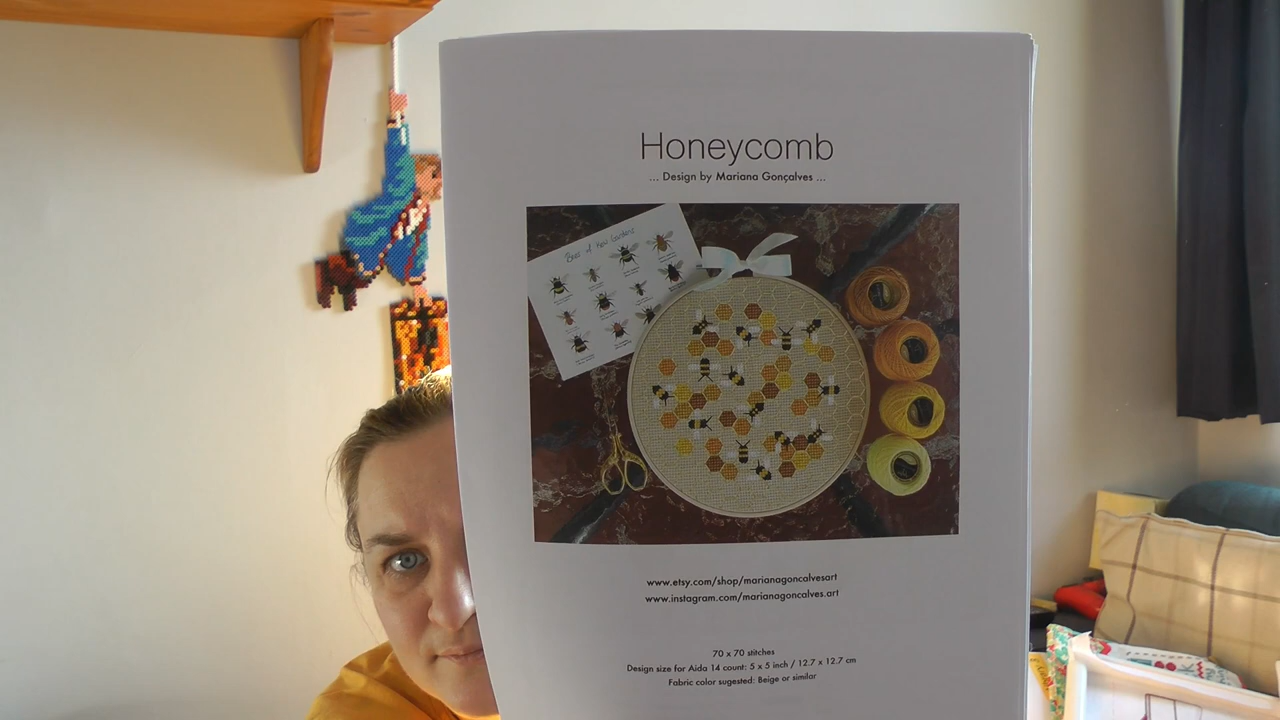 Honeycomb
... Design by Mariana Gonçalves ...
Bees of Kew Gardens
www.etsy.com/shop/marianagoncalvesart
www.instagram.com/marianagoncalves.art
70 x 70 stitches
Design size for Aida 14 count: 5 x 5 inch / 12.7 x 12.7 cm
Fabric color sugested: Beige or similar